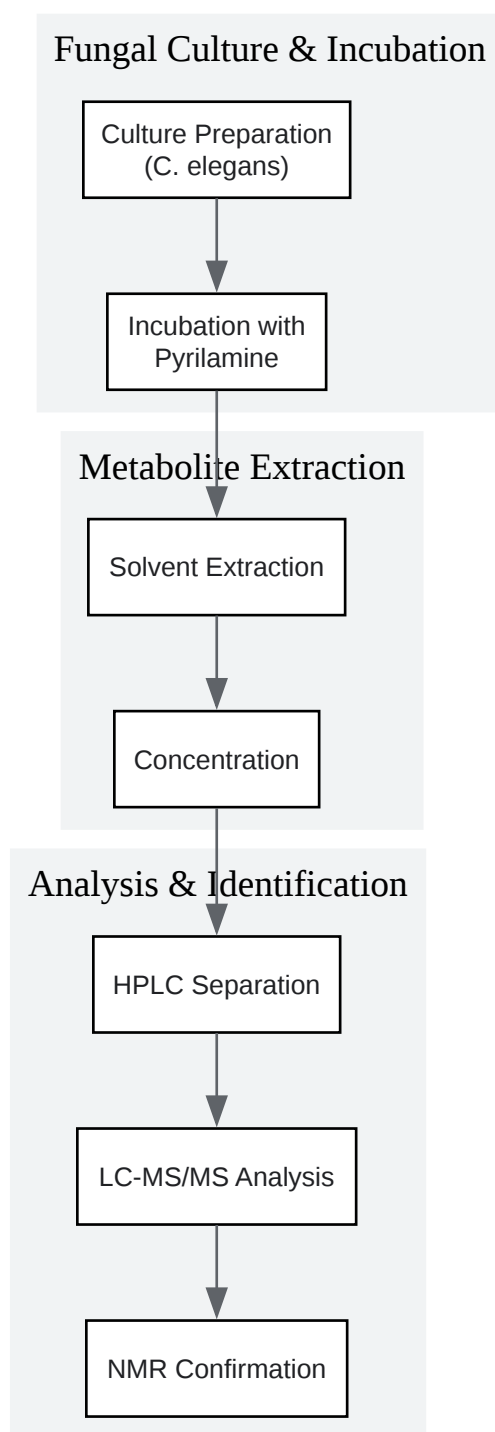 Fungal Culture & Incubation
Culture Preparation
(C. elegans)
Incubation with
Pyrilamine
Metabolite Extraction
Solvent Extraction
Concentration
Analysis & Identification
HPLC Separation
LC-MS/MS Analysis
NMR Confirmation